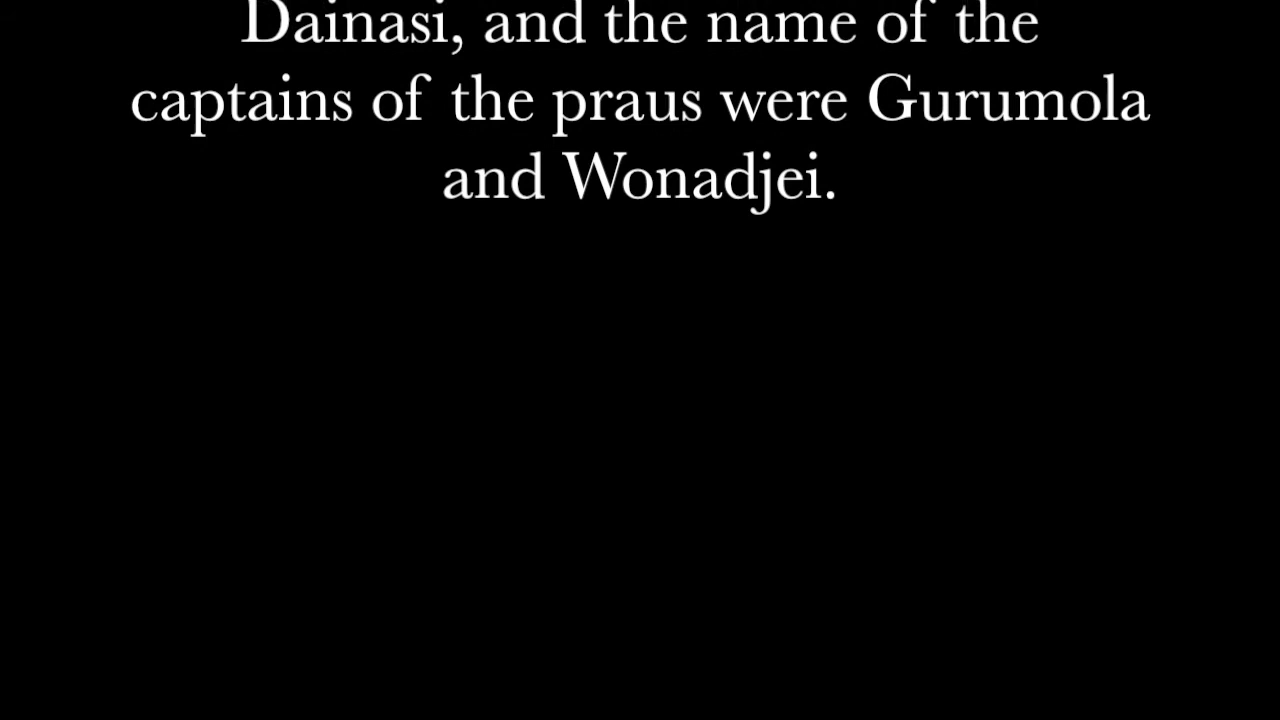 Dainasi, and the name of the
captains of the praus were Gurumola
and Wonadjei.